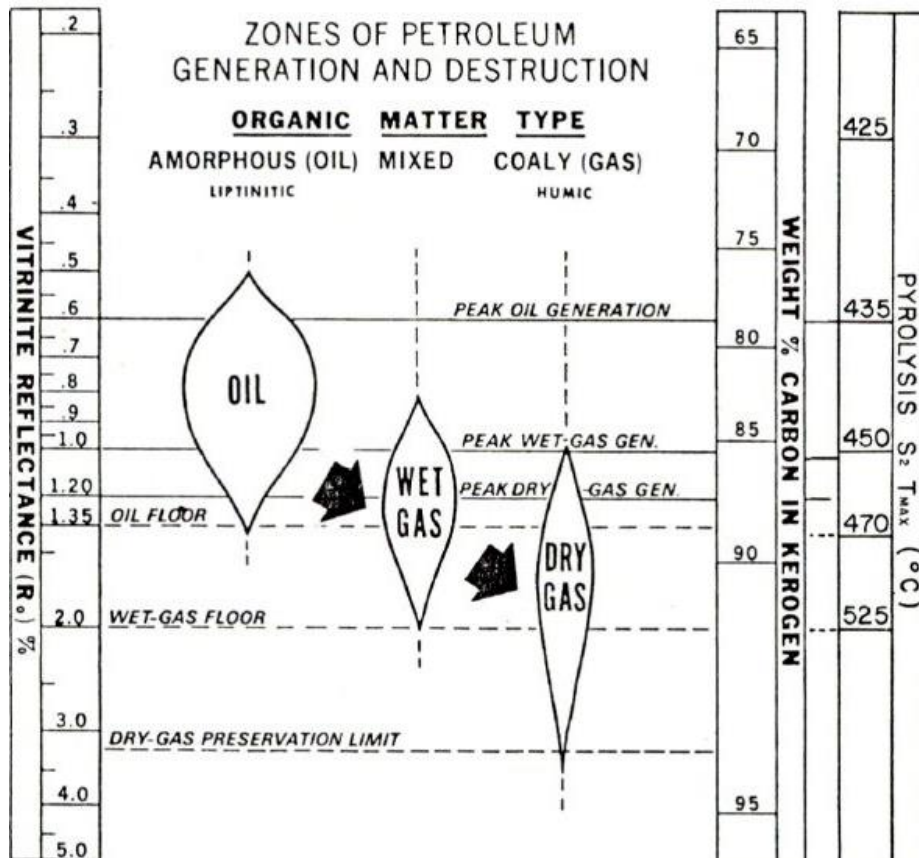 ZONES OF PETROLEUM
GENERATION AND DESTRUCTION
ORGANIC MATTER TYPE
AMORPHOUS (OIL) MIXED COALY (GAS)
LIPTINITIC HUMIC
VITRINITE REFLECTANCE (Ro) %
.2
.3
.4
.5
.6
.7
.8
.9
1.0
1.20
1.35
2.0
3.0
4.0
5.0
PEAK OIL GENERATION
OIL
PEAK WET-GAS GEN.
WET
GAS
PEAK DRY GAS GEN.
OIL FLOOR
DRY
GAS
WET-GAS FLOOR
DRY-GAS PRESERVATION LIMIT
65
70
75
80
85
90
95
WEIGHT % CARBON IN KEROGEN
425
435
450
470
525
PYROLYSIS S2 TMAX (°C)